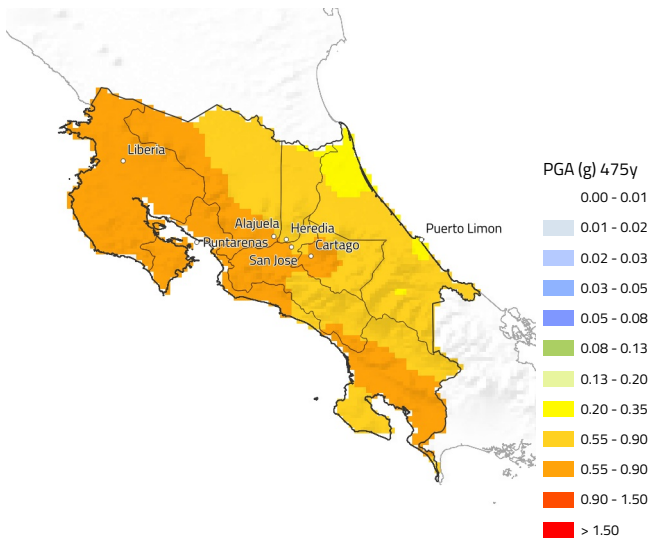 Liberia
Alajuela
Heredia
Puntarenas
Cartago
San Jose
Puerto Limon
PGA (g) 475y
0.00 - 0.01
0.01 - 0.02
0.02 - 0.03
0.03 - 0.05
0.05 - 0.08
0.08 - 0.13
0.13 - 0.20
0.20 - 0.35
0.55 - 0.90
0.55 - 0.90
0.90 - 1.50
> 1.50